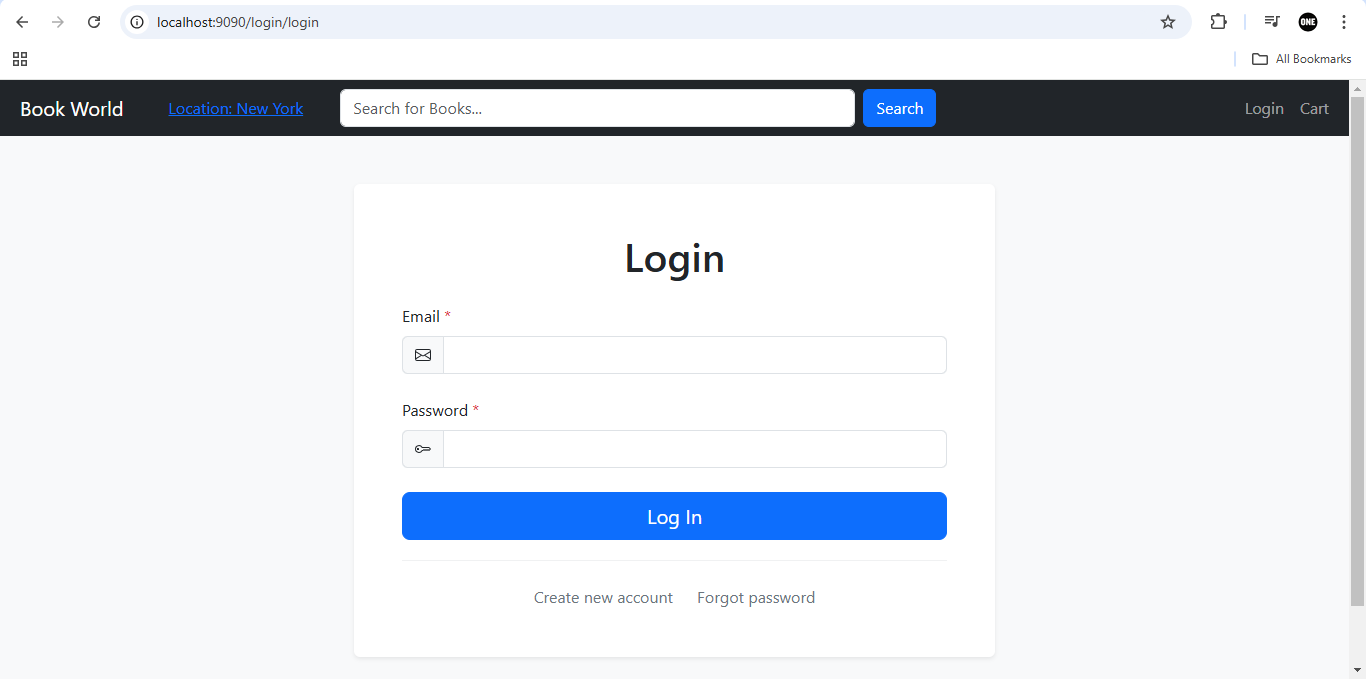 localhost:9090/login/login
ONE
All Bookmarks
Book World Location: New York Search for Books... Search Login Cart
Login
Email *
Password *
Log In
Create new account Forgot password